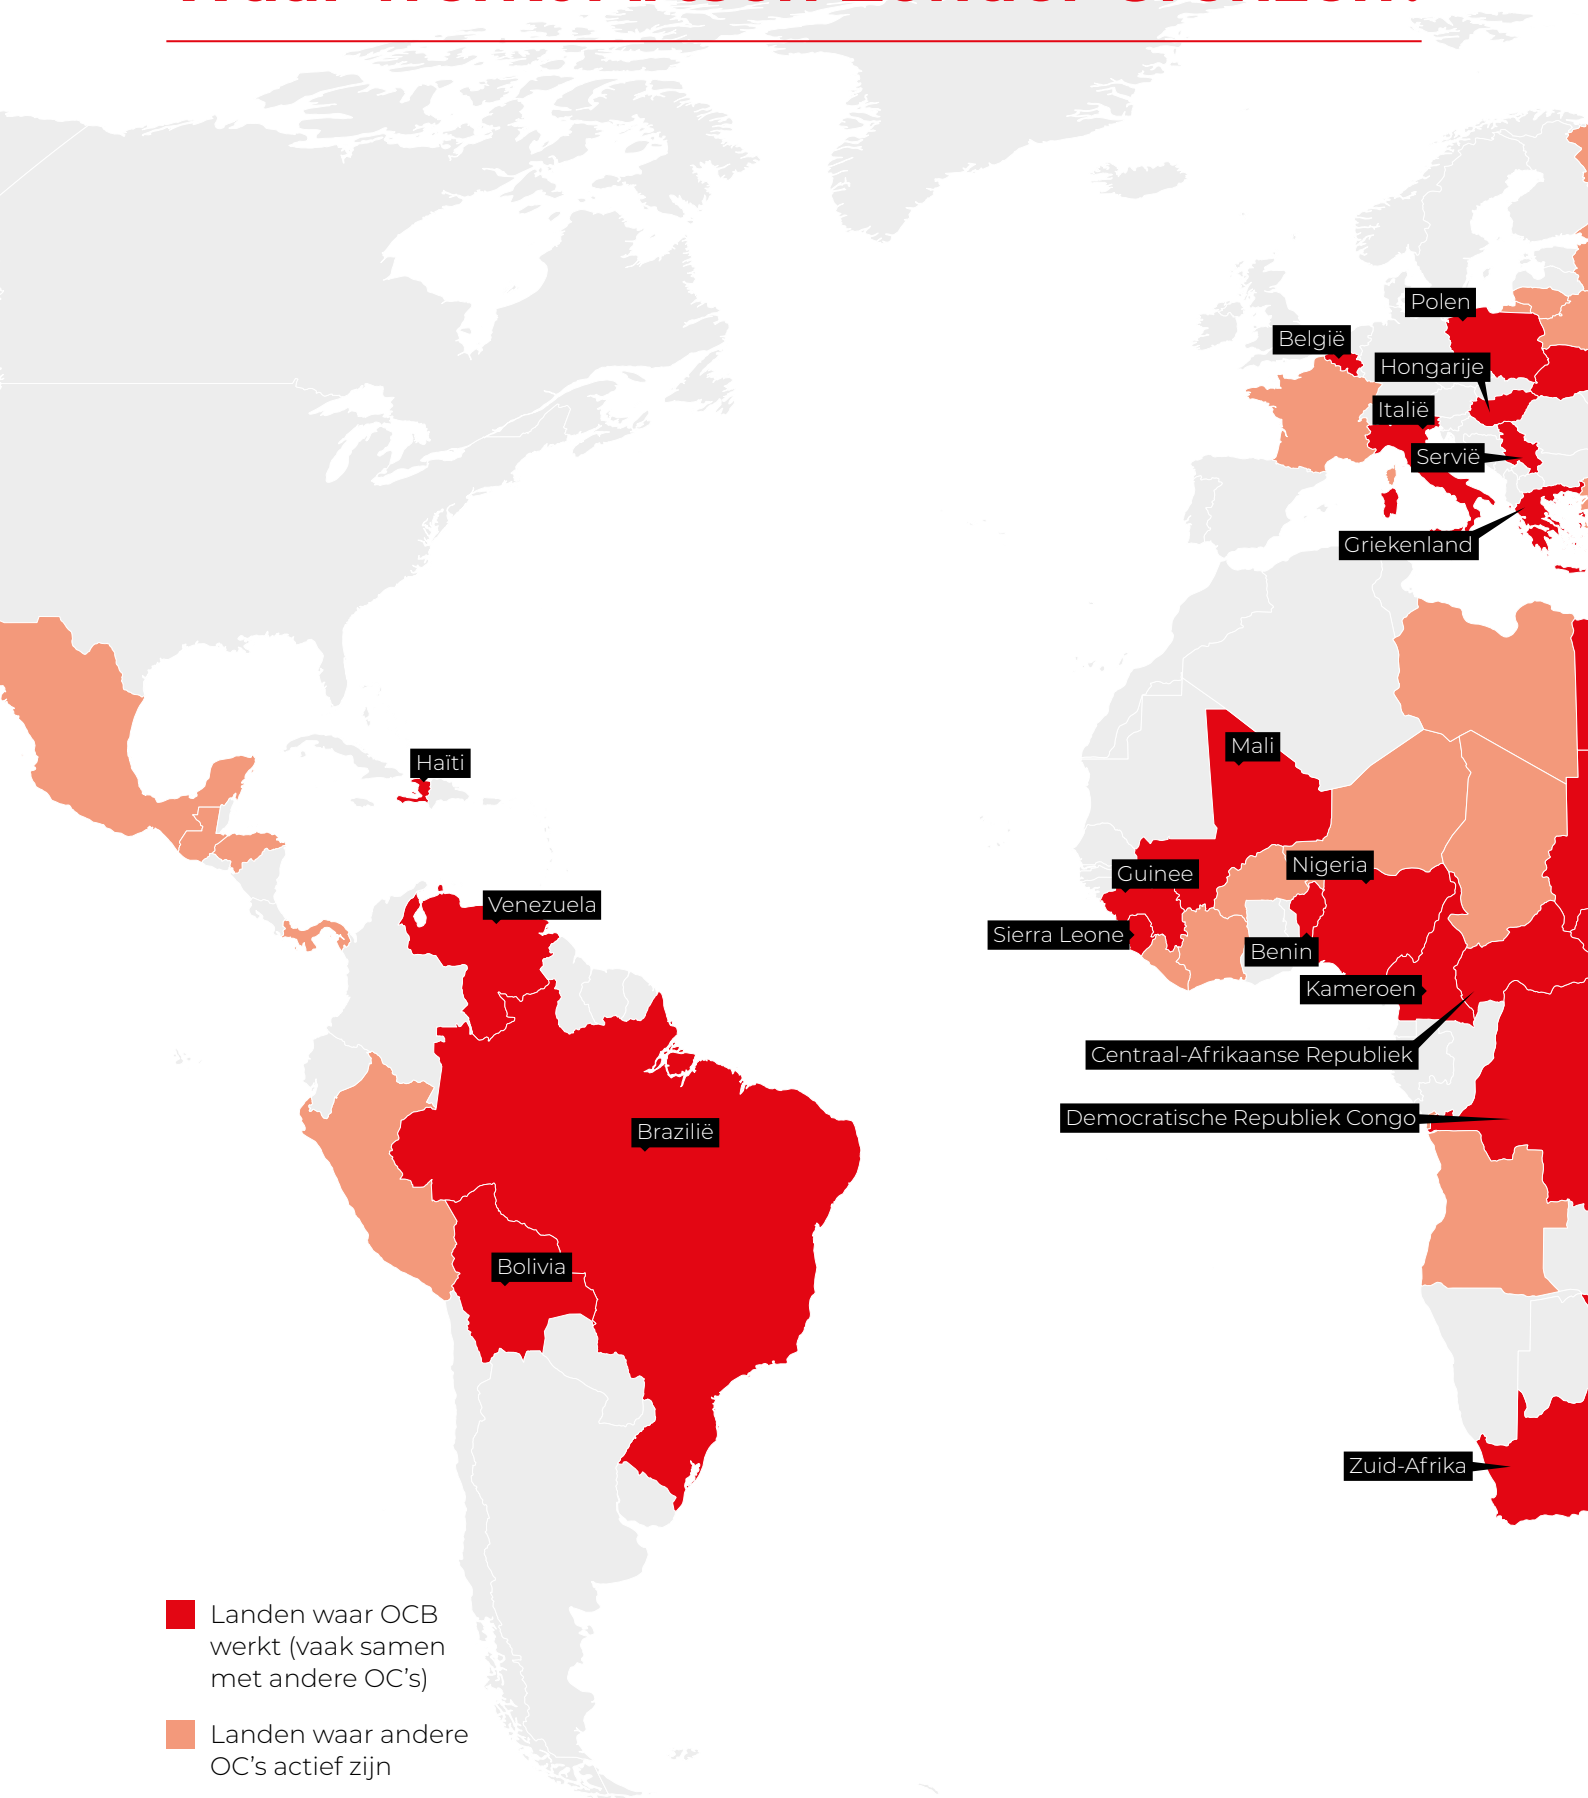 Polen
België
Hongarije
Italië
Servië
Griekenland
Mali
Haïti
Nigeria
Guinee
Venezuela
Sierra Leone
Benin
Kameroen
Centraal-Afrikaanse Republiek
Democratische Republiek Congo
Brazilië
Bolivia
Zuid-Afrika
Landen waar OCB
werkt (vaak samen
met andere OC's)
Landen waar andere
OC's actief zijn